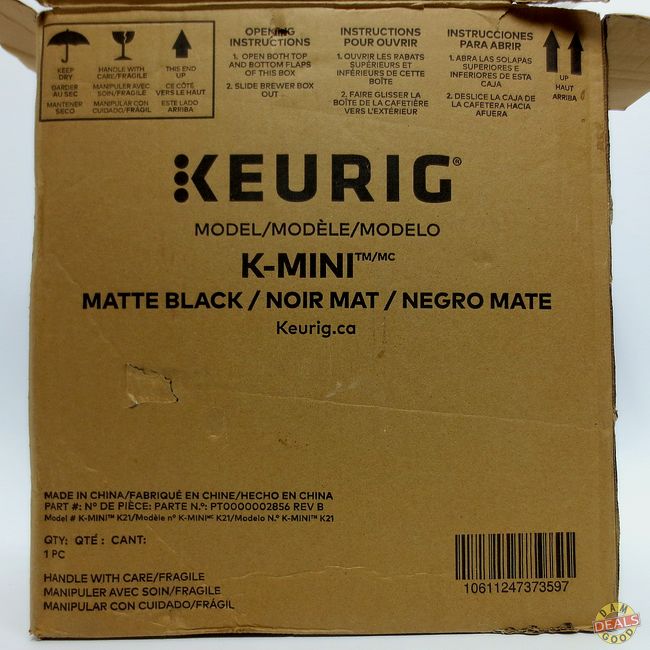 KEEP
DRY
GARDER
AU SEC
MANTENER
SECO
HANDLE WITH
CARE/FRAGILE
MANIPULER AVEC
SOIN/FRAGILE
MANIPULAR CON
CUIDADO/FRÁGIL
THIS END
UP
CE CÔTÉ
VERS LE HAUT
ESTE LADO
ARRIBA
OPENING
INSTRUCTIONS
1. OPEN BOTH TOP
AND BOTTOM FLAPS
OF THIS BOX
2. SLIDE BREWER BOX
OUT
INSTRUCTIONS
POUR OUVRIR
1. OUVRIR LES RABATS
SUPÉRIEURS ET
INFÉRIEURS DE CETTE
BOÎTE
2. FAIRE GLISSER LA
BOÎTE DE LA CAFETIÈRE
VERS L'EXTÉRIEUR
INSTRUCCIONES
PARA ABRIR
1. ABRA LAS SOLAPAS
SUPERIORES E
INFERIORES DE ESTA
CAJA
2. DESLICE LA CAJA DE
LA CAFETERA HACIA
AFUERA
UP
HAUT
ARRIBA
KEURIG®
MODEL/MODÈLE/MODELO
K-MINI™/MC
MATTE BLACK / NOIR MAT / NEGRO MATE
Keurig.ca
MADE IN CHINA/FABRIQUÉ EN CHINE/HECHO EN CHINA
PART #: Nº DE PIÈCE: PARTE N.º: PT0000002856 REV B
Model # K-MINI™ K21/Modèle nº K-MINIᴹᶜ K21/Modelo N.º K-MINI™ K21
QTY: QTÉ : CANT:
1 PC
HANDLE WITH CARE/FRAGILE
MANIPULER AVEC SOIN/FRAGILE
MANIPULAR CON CUIDADO/FRÁGIL
10611247373597
DAM
DEALS
GOOD